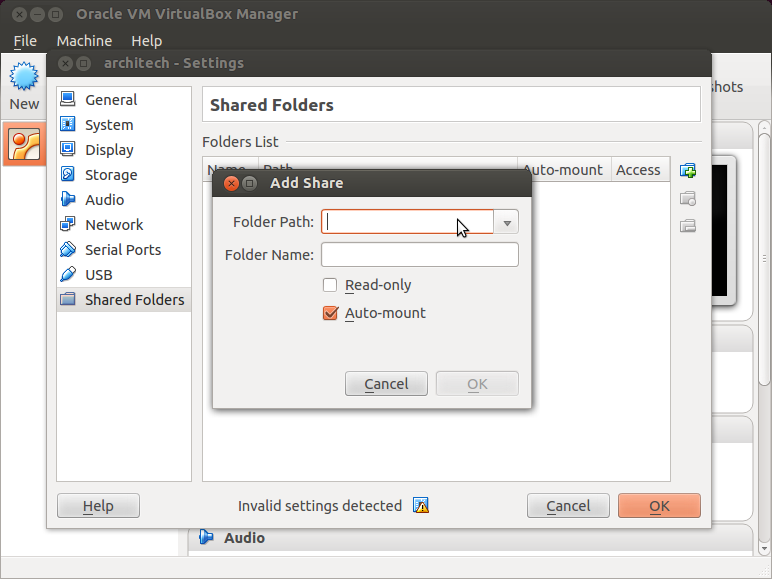 Oracle VM VirtualBox Manager
File Machine Help
architech - Settings
New
General
System
Display
Storage
Audio
Network
Serial Ports
USB
Shared Folders
Shared Folders
Folders List
Name Path Auto-mount Access
Add Share
Folder Path:
Folder Name:
Read-only
Auto-mount
Cancel OK
Help
Invalid settings detected
Cancel OK
Audio